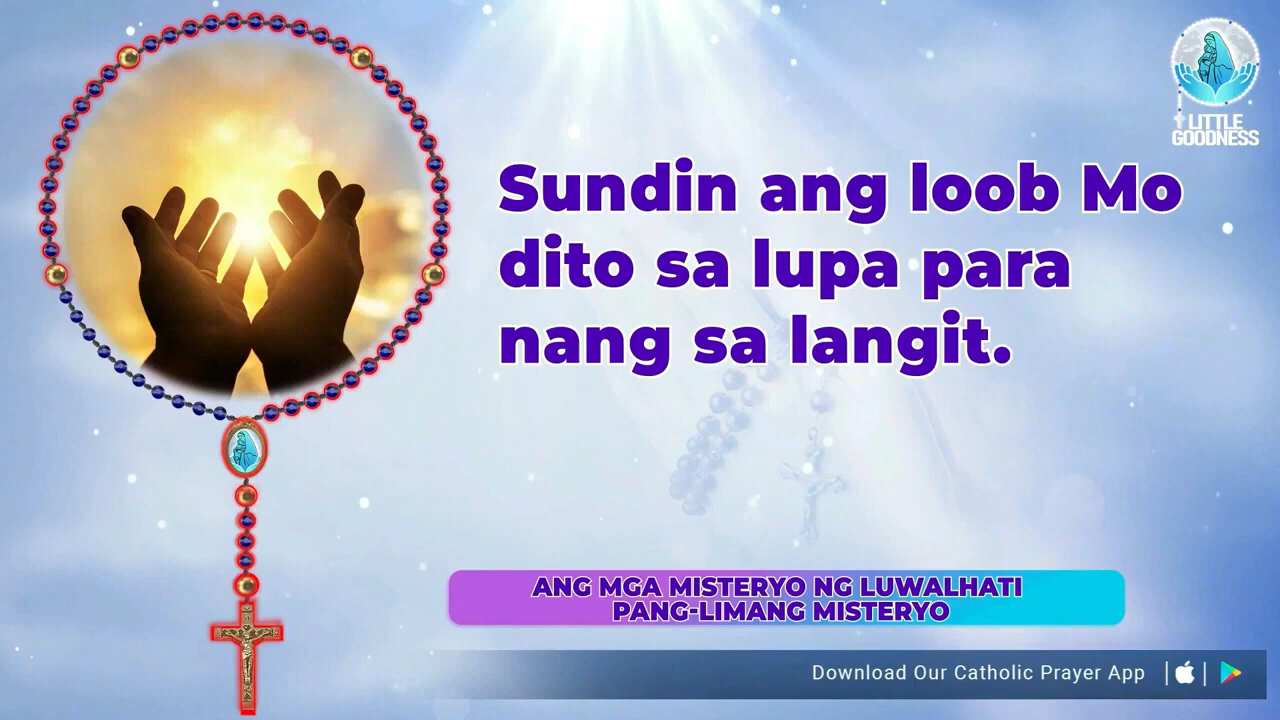 LITTLE
GOODNESS
Sundin ang loob Mo
dito sa lupa para
nang sa langit.
ANG MGA MISTERYO NG LUWALHATI
PANG-LIMANG MISTERYO
Download Our Catholic Prayer App